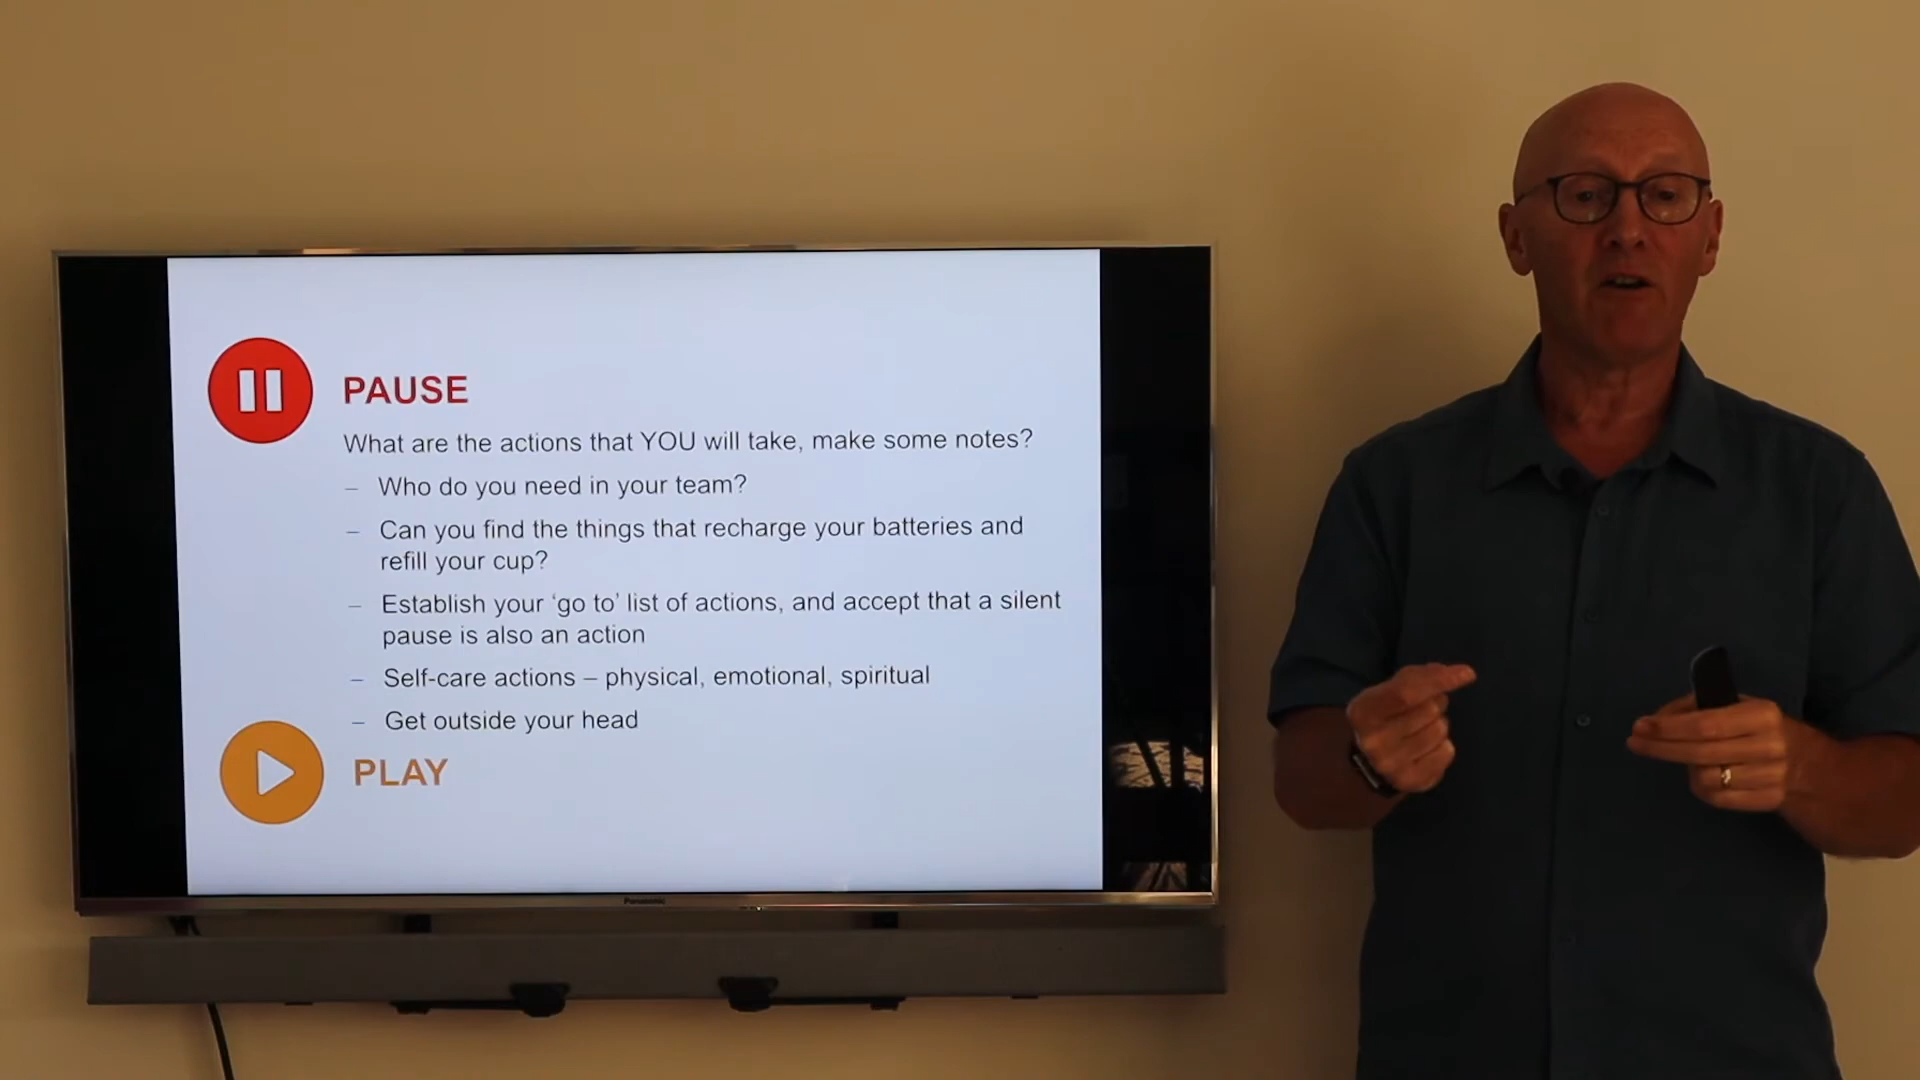 PAUSE
What are the actions that YOU will take, make some notes?
– Who do you need in your team?
– Can you find the things that recharge your batteries and
refill your cup?
– Establish your ‘go to’ list of actions, and accept that a silent
pause is also an action
– Self-care actions – physical, emotional, spiritual
– Get outside your head
PLAY
Panasonic